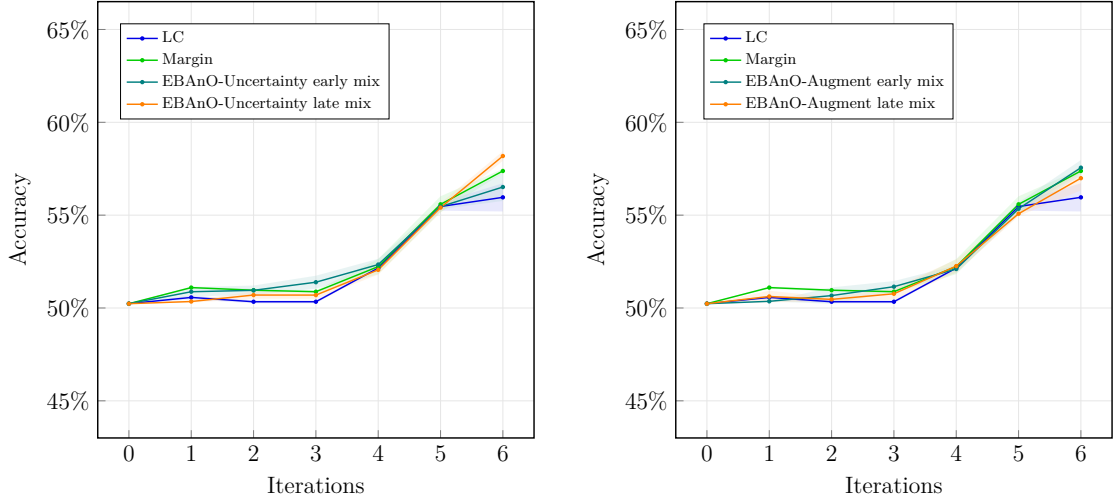 65%
60%
55%
50%
45%
Accuracy
LC
Margin
EBAnO-Uncertainty early mix
EBAnO-Uncertainty late mix
0 1 2 3 4 5 6
Iterations
65%
60%
55%
50%
45%
Accuracy
LC
Margin
EBAnO-Augment early mix
EBAnO-Augment late mix
0 1 2 3 4 5 6
Iterations